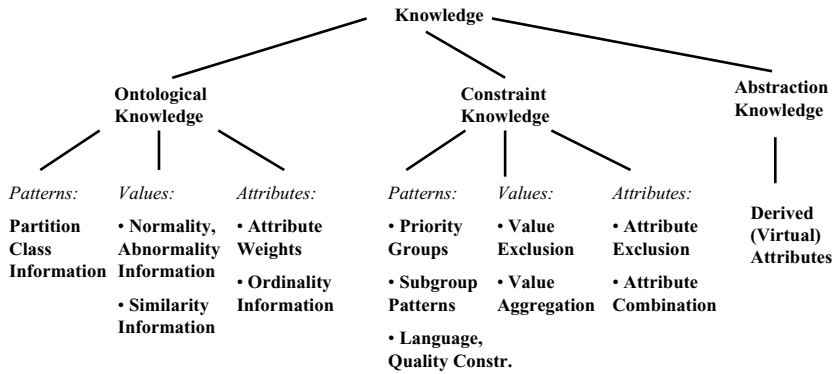 Knowledge
Ontological
Knowledge
Constraint
Knowledge
Abstraction
Knowledge
Patterns:
Partition
Class
Information
Values:
• Normality,
Abnormality
Information
• Similarity
Information
Attributes:
• Attribute
Weights
• Ordinality
Information
Patterns:
• Priority
Groups
• Subgroup
Patterns
• Language,
Quality Constr.
Values:
• Value
Exclusion
• Value
Aggregation
Attributes:
• Attribute
Exclusion
• Attribute
Combination
Derived
(Virtual)
Attributes